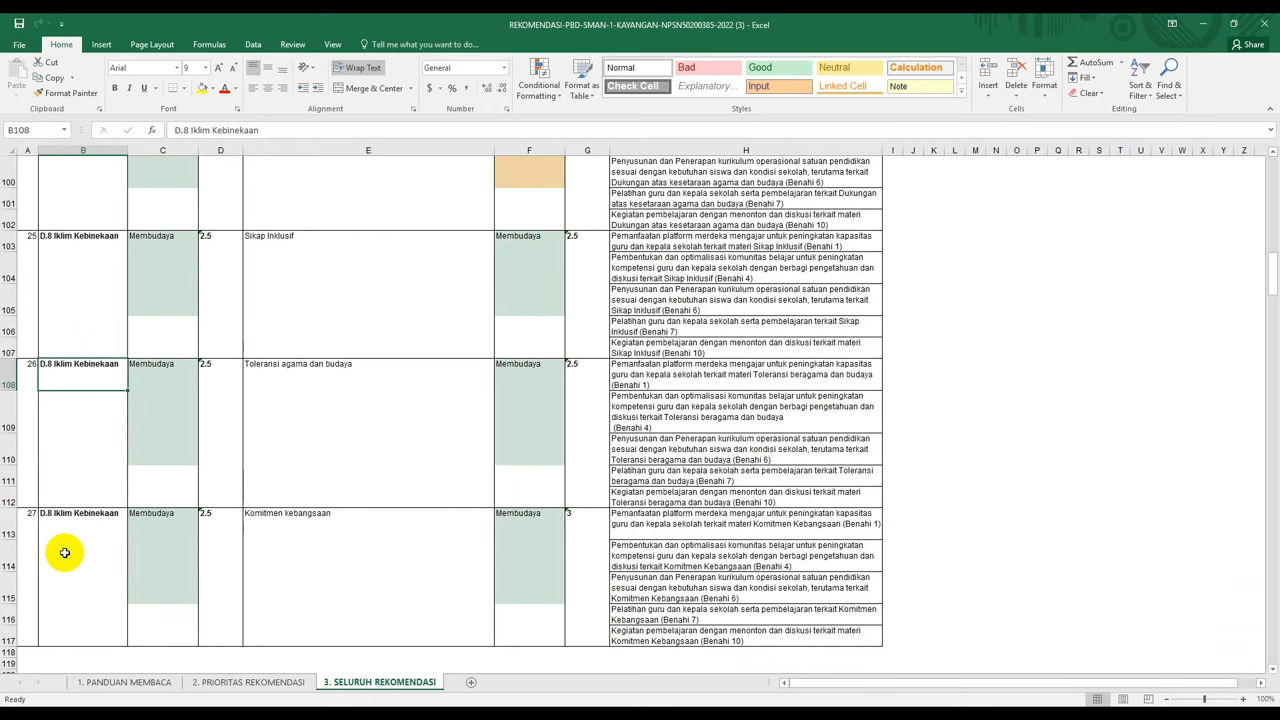 REKOMENDASI-PBD-SMAN-1-KAYANGAN-NPSN50200385-2022 (3) - Excel
File Home Insert Page Layout Formulas Data Review View Tell me what you want to do... Share
Paste Cut Copy Format Painter Clipboard
Arial 9 B I U Font
Wrap Text Merge & Center Alignment
General $ % , Number
Conditional Formatting Format as Table
Normal Bad Good Neutral Calculation
Check Cell Explanatory... Input Linked Cell Note
Styles
Insert Delete Format Cells
AutoSum Fill Clear Sort & Filter Find & Select Editing
B108 fx D.8 Iklim Kebinekaan
A B C D E F G H I J K L M N O P Q R S T U V W X Y Z
Penyusunan dan Penerapan kurikulum operasional satuan pendidikan
sesuai dengan kebutuhan siswa dan kondisi sekolah, terutama terkait
100 Dukungan atas kesetaraan agama dan budaya (Benahi 6)
Pelatihan guru dan kepala sekolah serta pembelajaran terkait Dukungan
101 atas kesetaraan agama dan budaya (Benahi 7)
Kegiatan pembelajaran dengan menonton dan diskusi terkait materi
102 Dukungan atas kesetaraan agama dan budaya (Benahi 10)
25 D.8 Iklim Kebinekaan Membudaya 2.5 Sikap Inklusif Membudaya 2.5 Pemanfaatan platform merdeka mengajar untuk peningkatan kapasitas
103 guru dan kepala sekolah terkait materi Sikap Inklusif (Benahi 1)
Pembentukan dan optimalisasi komunitas belajar untuk peningkatan
kompetensi guru dan kepala sekolah dengan berbagi pengetahuan dan
104 diskusi terkait Sikap Inklusif (Benahi 4)
Penyusunan dan Penerapan kurikulum operasional satuan pendidikan
sesuai dengan kebutuhan siswa dan kondisi sekolah, terutama terkait
105 Sikap Inklusif (Benahi 6)
Pelatihan guru dan kepala sekolah serta pembelajaran terkait Sikap
106 Inklusif (Benahi 7)
Kegiatan pembelajaran dengan menonton dan diskusi terkait materi
107 Sikap Inklusif (Benahi 10)
26 D.8 Iklim Kebinekaan Membudaya 2.5 Toleransi agama dan budaya Membudaya 2.5 Pemanfaatan platform merdeka mengajar untuk peningkatan kapasitas
guru dan kepala sekolah terkait materi Toleransi beragama dan budaya
108 (Benahi 1)
Pembentukan dan optimalisasi komunitas belajar untuk peningkatan
kompetensi guru dan kepala sekolah dengan berbagi pengetahuan dan
diskusi terkait Toleransi beragama dan budaya
109 (Benahi 4)
Penyusunan dan Penerapan kurikulum operasional satuan pendidikan
sesuai dengan kebutuhan siswa dan kondisi sekolah, terutama terkait
110 Toleransi beragama dan budaya (Benahi 6)
Pelatihan guru dan kepala sekolah serta pembelajaran terkait Toleransi
111 beragama dan budaya (Benahi 7)
Kegiatan pembelajaran dengan menonton dan diskusi terkait materi
112 Toleransi beragama dan budaya (Benahi 10)
27 D.8 Iklim Kebinekaan Membudaya 2.5 Komitmen kebangsaan Membudaya 3 Pemanfaatan platform merdeka mengajar untuk peningkatan kapasitas
guru dan kepala sekolah terkait materi Komitmen Kebangsaan (Benahi 1)
113
Pembentukan dan optimalisasi komunitas belajar untuk peningkatan
kompetensi guru dan kepala sekolah dengan berbagi pengetahuan dan
114 diskusi terkait Komitmen Kebangsaan (Benahi 4)
Penyusunan dan Penerapan kurikulum operasional satuan pendidikan
sesuai dengan kebutuhan siswa dan kondisi sekolah, terutama terkait
115 Komitmen Kebangsaan (Benahi 6)
Pelatihan guru dan kepala sekolah serta pembelajaran terkait Komitmen
116 Kebangsaan (Benahi 7)
Kegiatan pembelajaran dengan menonton dan diskusi terkait materi
117 Komitmen Kebangsaan (Benahi 10)
118
119
1. PANDUAN MEMBACA 2. PRIORITAS REKOMENDASI 3. SELURUH REKOMENDASI
Ready 100%